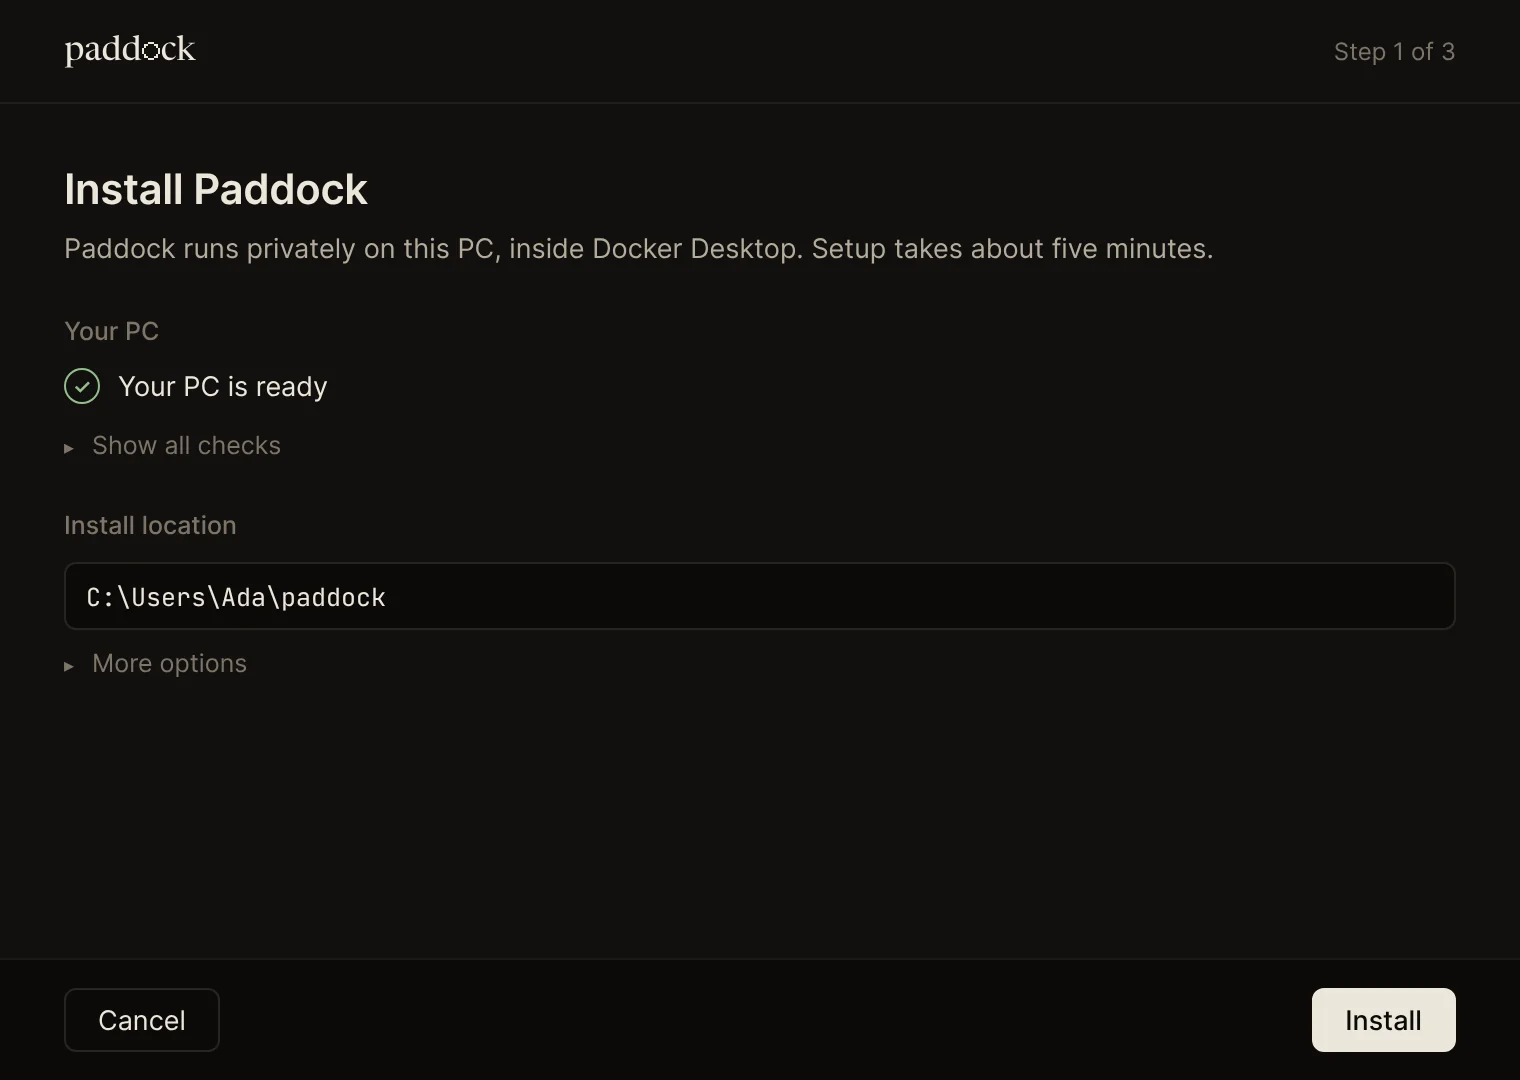 paddock
Step 1 of 3
Install Paddock
Paddock runs privately on this PC, inside Docker Desktop. Setup takes about five minutes.
Your PC
Your PC is ready
Show all checks
Install location
C:\Users\Ada\paddock
More options
Cancel
Install